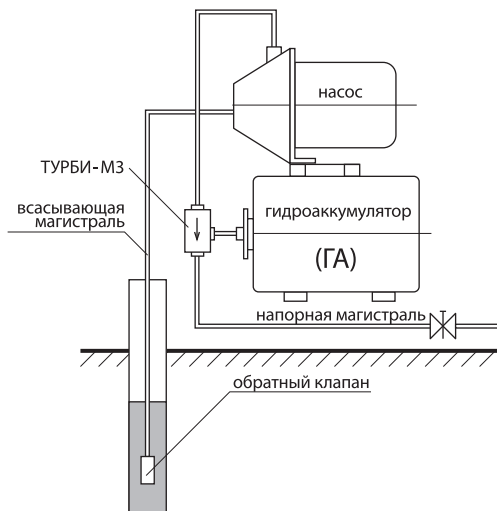 насос
ТУРБИ-М3
всасывающая
магистраль
гидроаккумулятор
(ГА)
напорная магистраль
обратный клапан